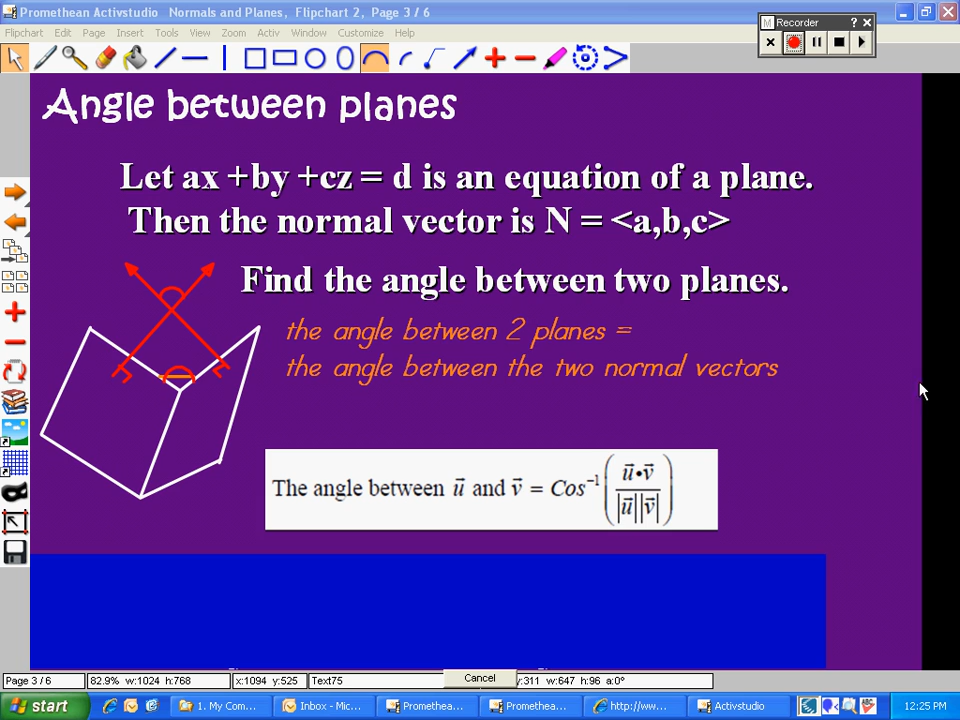 Promethean Activstudio Normals and Planes, Flipchart 2, Page 3 / 6
Recorder
Flipchart Edit Page Insert Tools View Zoom Activ Window Customize Help
Angle between planes
Let ax +by +cz = d is an equation of a plane.
Then the normal vector is N = <a,b,c>
Find the angle between two planes.
the angle between 2 planes =
the angle between the two normal vectors
The angle between u⃗ and v⃗ = Cos⁻¹(u⃗•v⃗ / |u⃗||v⃗|)
Page 3 / 6 82.9% w:1024 h:768 x:1094 y:525 Text75 Cancel y:311 w:647 h:96 a:0°
start 1. My Com... Inbox - Mic... Promethea... Promethea... http://ww... Activstudio 12:25 PM